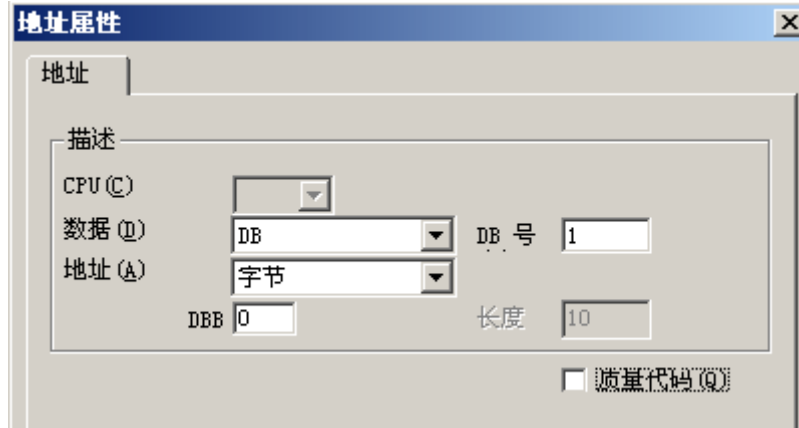 地址属性
地址
描述
CPU(C)
数据(D) DB DB 号 1
地址(A) 字节
DBB 0 长度 10
质量代码(Q)